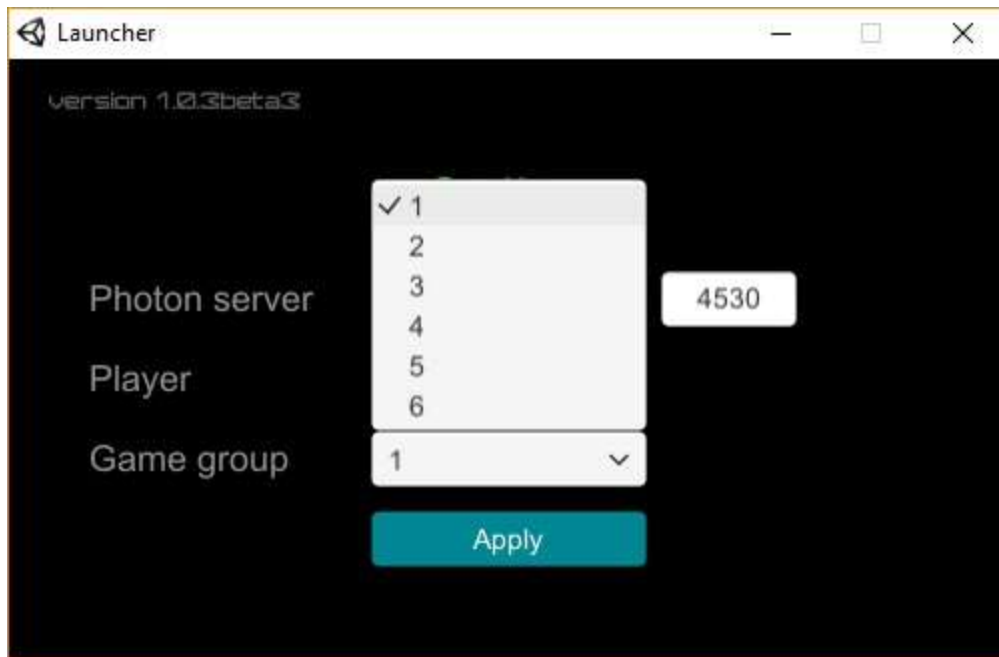 Launcher
version 1.0.3beta3
1
2
3
4
5
6
Photon server
4530
Player
Game group
1
Apply